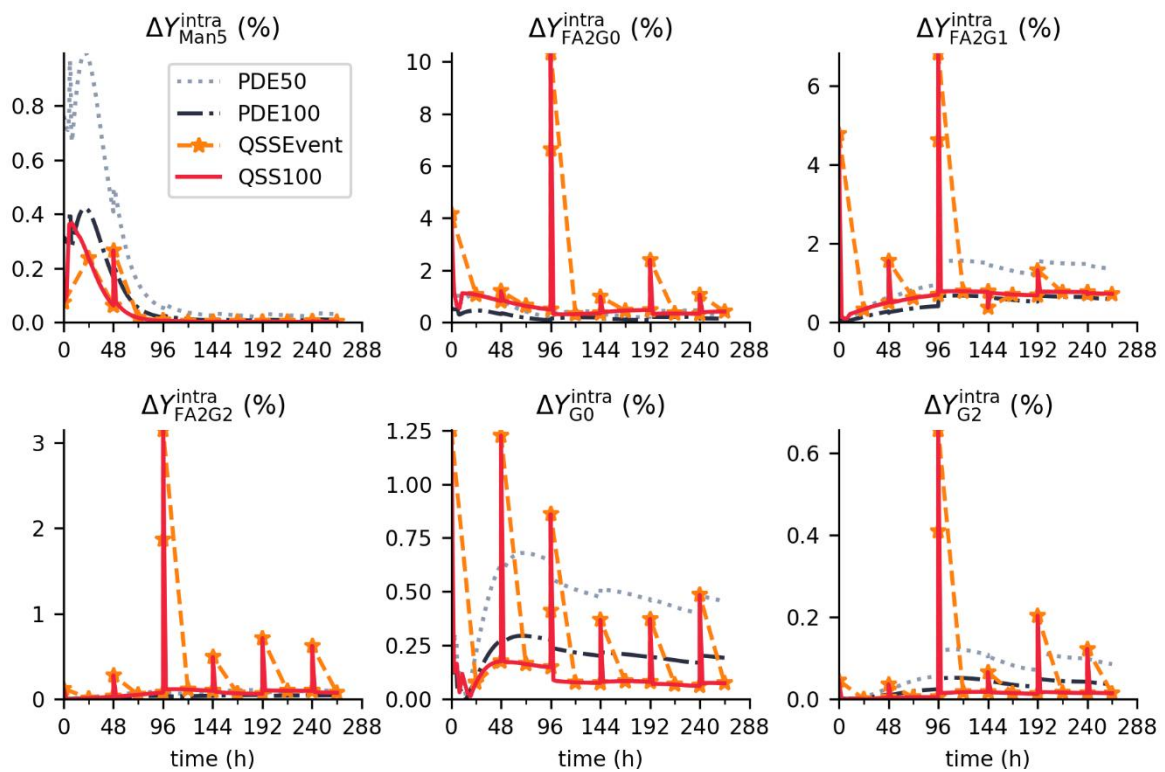 ΔY^intra_Man5 (%) ΔY^intra_FA2G0 (%) ΔY^intra_FA2G1 (%)
PDE50
PDE100
QSSEvent
QSS100
0.8
0.6
0.4
0.2
0.0
0 48 96 144 192 240 288
10
8
6
4
2
0
0 48 96 144 192 240 288
6
4
2
0
0 48 96 144 192 240 288
ΔY^intra_FA2G2 (%) ΔY^intra_G0 (%) ΔY^intra_G2 (%)
3
2
1
0
0 48 96 144 192 240 288
time (h)
1.25
1.00
0.75
0.50
0.25
0.00
0 48 96 144 192 240 288
time (h)
0.6
0.4
0.2
0.0
0 48 96 144 192 240 288
time (h)